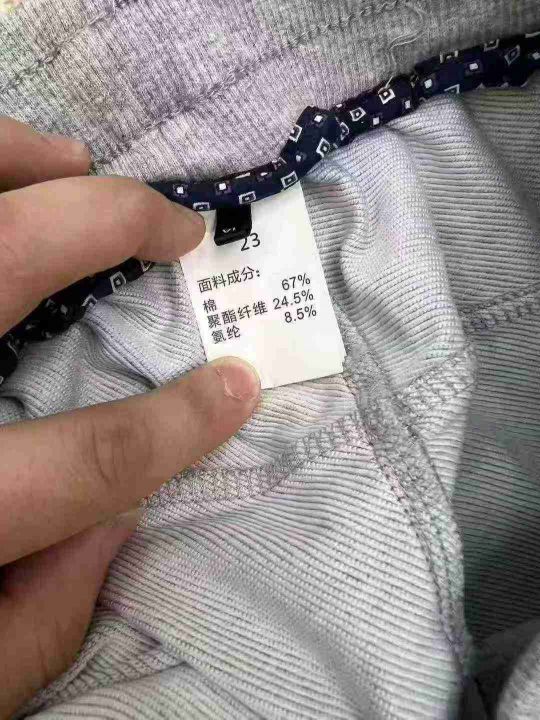 23
面料成分:
棉 67%
聚酯纤维 24.5%
氨纶 8.5%